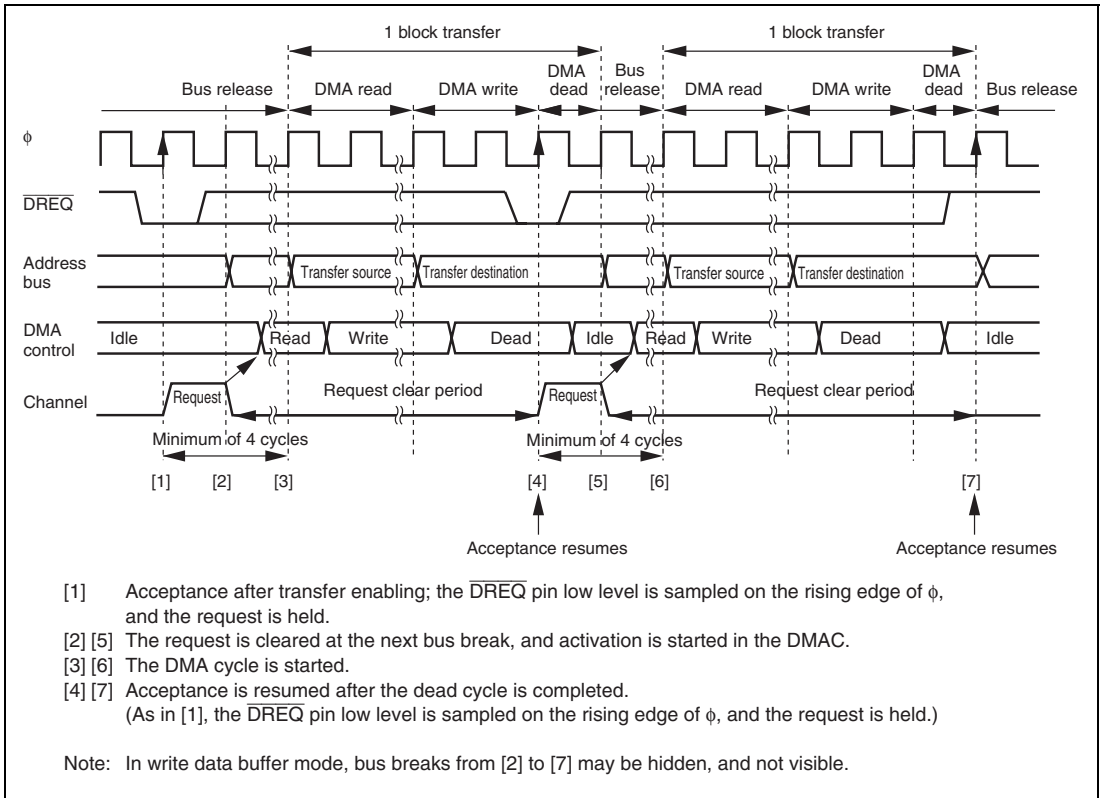 1 block transfer 1 block transfer
Bus release DMA read DMA write DMA dead Bus release DMA read DMA write DMA dead Bus release
φ
DREQ
Address bus Transfer source Transfer destination Transfer source Transfer destination
DMA control Idle Read Write Dead Idle Read Write Dead Idle
Channel Request Request clear period Request Request clear period
Minimum of 4 cycles Minimum of 4 cycles
[1] [2] [3] [4] [5] [6] [7]
Acceptance resumes Acceptance resumes
[1] Acceptance after transfer enabling; the DREQ pin low level is sampled on the rising edge of φ,
and the request is held.
[2] [5] The request is cleared at the next bus break, and activation is started in the DMAC.
[3] [6] The DMA cycle is started.
[4] [7] Acceptance is resumed after the dead cycle is completed.
(As in [1], the DREQ pin low level is sampled on the rising edge of φ, and the request is held.)
Note: In write data buffer mode, bus breaks from [2] to [7] may be hidden, and not visible.